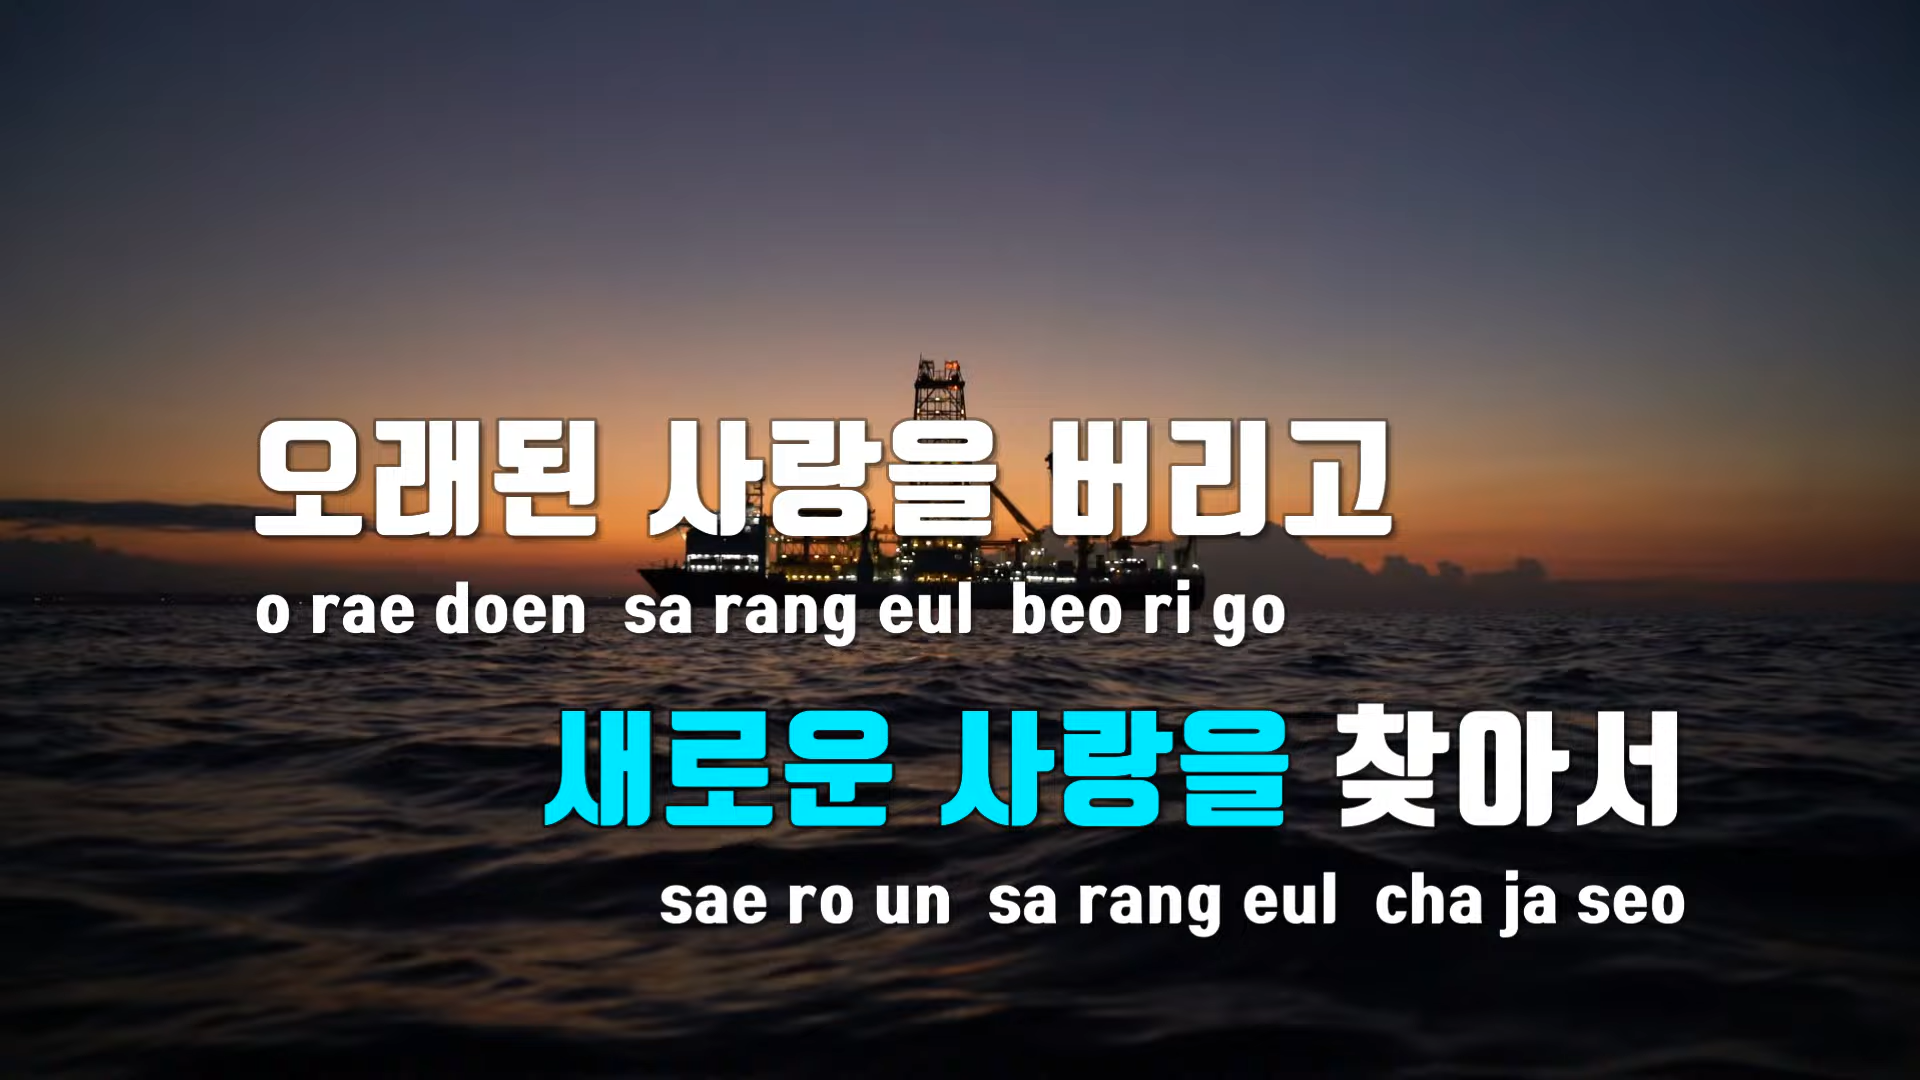 오래된 사랑을 버리고
o rae doen sa rang eul beo ri go
새로운 사랑을 찾아서
sae ro un sa rang eul cha ja seo